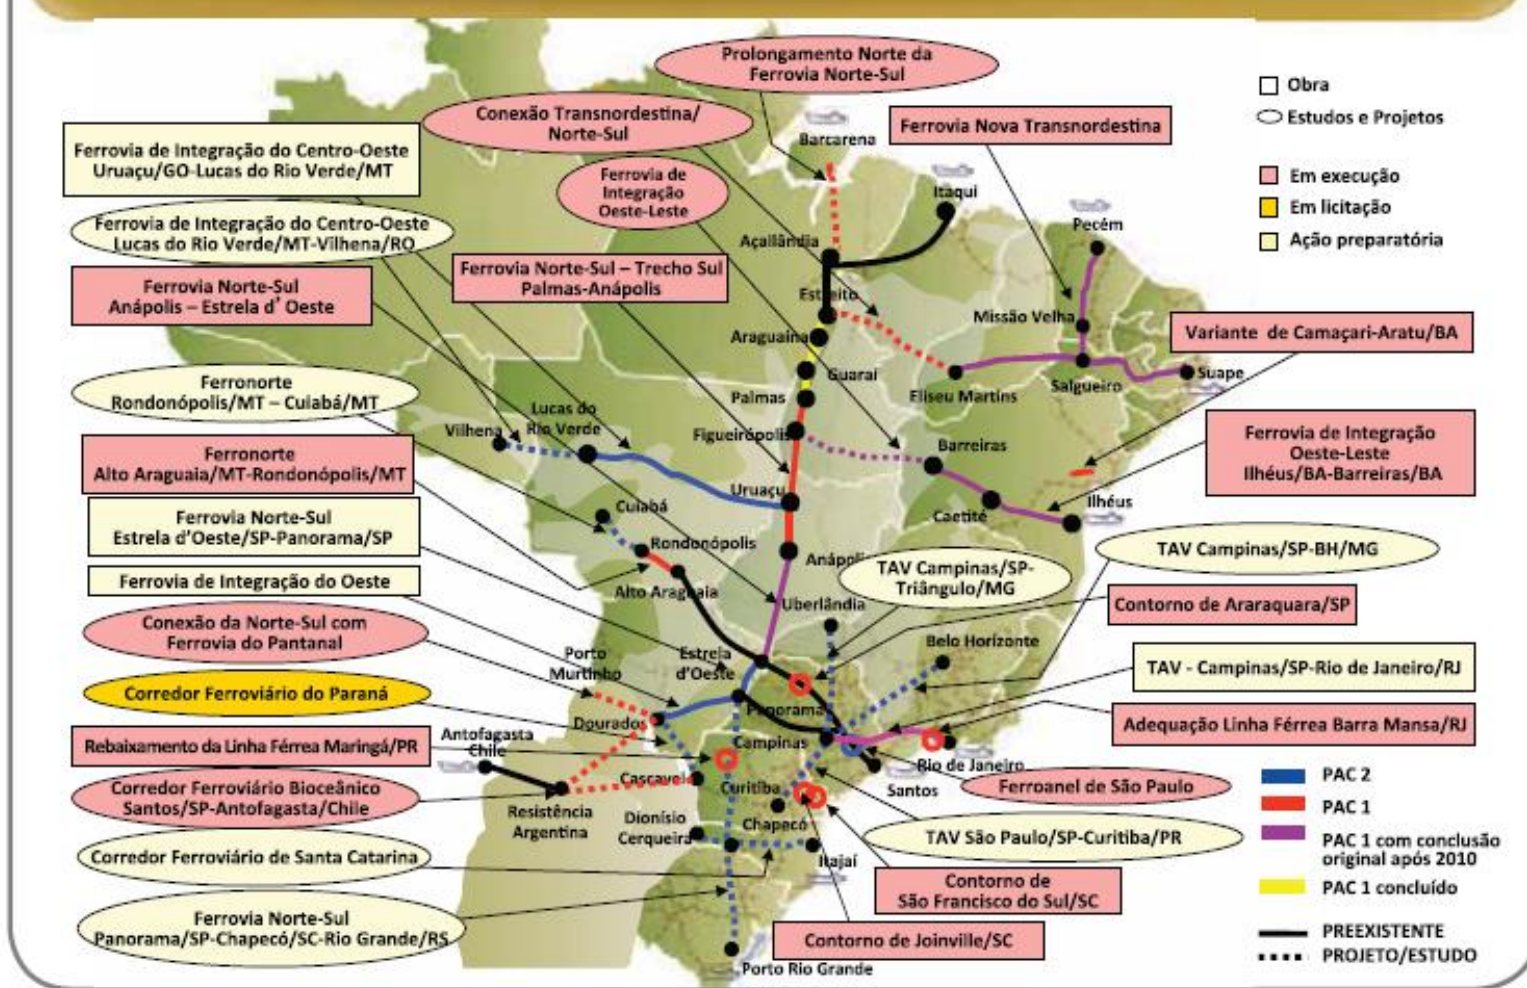 Prolongamento Norte da
Ferrovia Norte-Sul
Conexão Transnordestina/
Norte-Sul
Ferrovia Nova Transnordestina
Obra
Estudos e Projetos
Em execução
Em licitação
Ação preparatória
Ferrovia de Integração do Centro-Oeste
Uruaçu/GO-Lucas do Rio Verde/MT
Ferrovia de
Integração
Oeste-Leste
Ferrovia de Integração do Centro-Oeste
Lucas do Rio Verde/MT-Vilhena/RO
Ferrovia Norte-Sul – Trecho Sul
Palmas-Anápolis
Ferrovia Norte-Sul
Anápolis – Estrela d' Oeste
Variante de Camaçari-Aratu/BA
Ferronorte
Rondonópolis/MT – Cuiabá/MT
Ferrovia de Integração
Oeste-Leste
Ilhéus/BA-Barreiras/BA
Ferronorte
Alto Araguaia/MT-Rondonópolis/MT
Ferrovia Norte-Sul
Estrela d'Oeste/SP-Panorama/SP
TAV Campinas/SP-BH/MG
TAV Campinas/SP-
Triângulo/MG
Ferrovia de Integração do Oeste
Contorno de Araraquara/SP
Conexão da Norte-Sul com
Ferrovia do Pantanal
TAV - Campinas/SP-Rio de Janeiro/RJ
Corredor Ferroviário do Paraná
Adequação Linha Férrea Barra Mansa/RJ
Rebaixamento da Linha Férrea Maringá/PR
Corredor Ferroviário Bioceânico
Santos/SP-Antofagasta/Chile
Ferroanel de São Paulo
TAV São Paulo/SP-Curitiba/PR
Corredor Ferroviário de Santa Catarina
Contorno de
São Francisco do Sul/SC
Ferrovia Norte-Sul
Panorama/SP-Chapecó/SC-Rio Grande/RS
Contorno de Joinville/SC
Barcarena
Itaqui
Pecém
Açailândia
Estreito
Missão Velha
Araguaina
Guaraí
Palmas
Eliseu Martins
Salgueiro
Suape
Lucas do
Rio Verde
Vilhena
Figueirópolis
Barreiras
Uruaçu
Caetité
Ilhéus
Cuiabá
Rondonópolis
Anápolis
Alto Araguaia
Uberlândia
Belo Horizonte
Porto
Murtinho
Estrela
d'Oeste
Panorama
Dourados
Campinas
Antofagasta
Chile
Rio de Janeiro
Cascavel
Curitiba
Santos
Resistência
Argentina
Dionísio
Cerqueira
Chapecó
Itajaí
Porto Rio Grande
PAC 2
PAC 1
PAC 1 com conclusão
original após 2010
PAC 1 concluído
PREEXISTENTE
PROJETO/ESTUDO